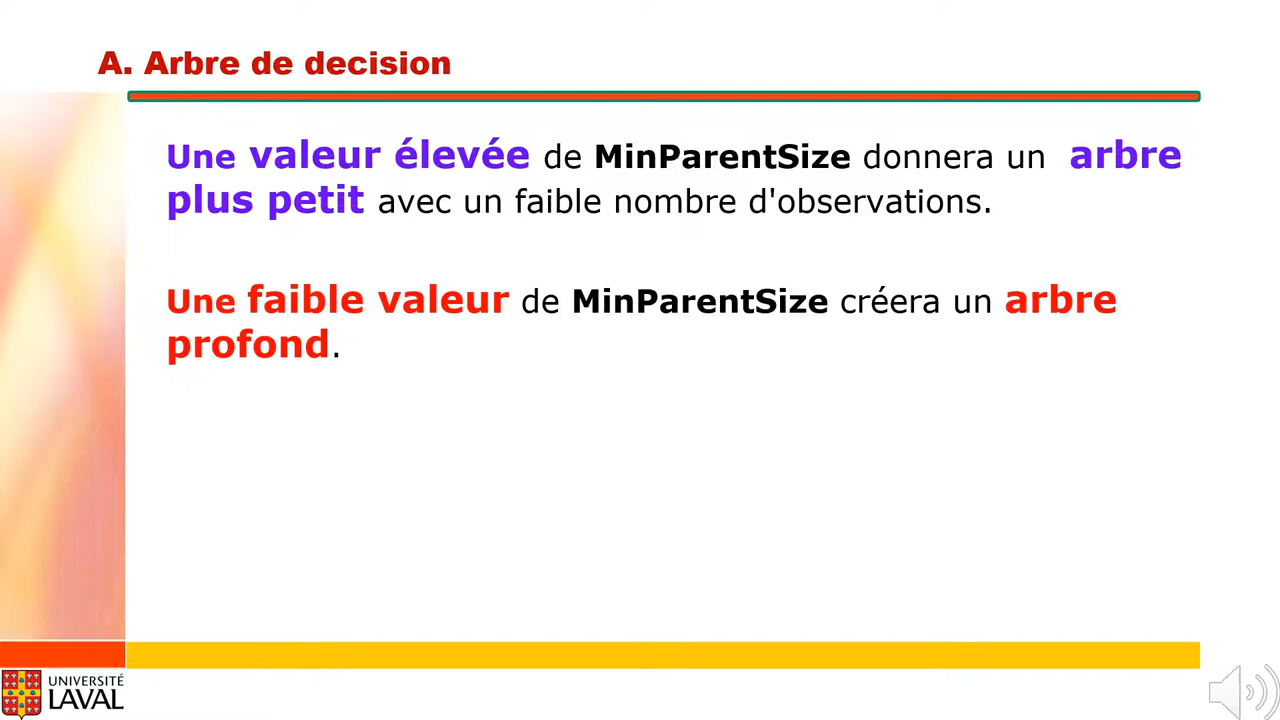 A. Arbre de decision
Une valeur élevée de MinParentSize donnera un arbre
plus petit avec un faible nombre d'observations.
Une faible valeur de MinParentSize créera un arbre
profond.
UNIVERSITÉ
LAVAL